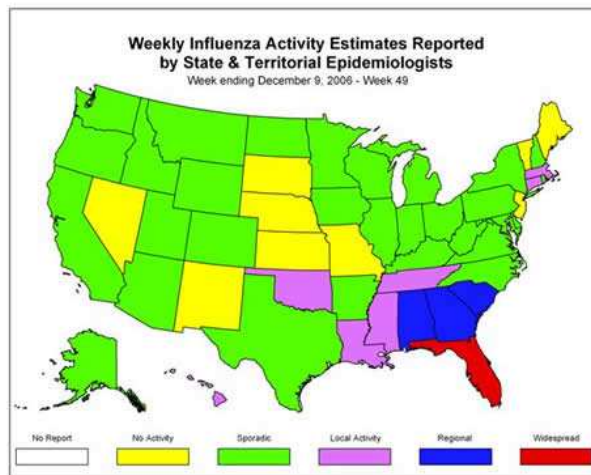 Weekly Influenza Activity Estimates Reported
by State & Territorial Epidemiologists
Week ending December 9, 2006 - Week 49
No Report
No Activity
Sporadic
Local Activity
Regional
Widespread